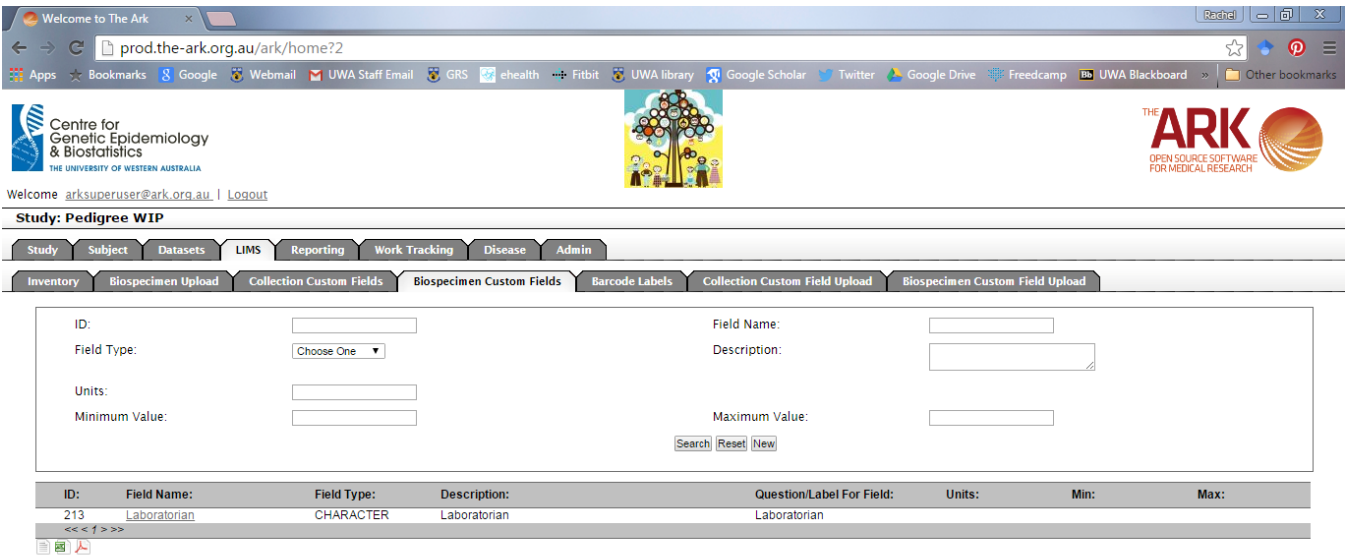 Welcome to The Ark
Rachel
prod.the-ark.org.au/ark/home?2
Apps Bookmarks Google Webmail UWA Staff Email GRS ehealth Fitbit UWA library Google Scholar Twitter Google Drive Freedcamp UWA Blackboard » Other bookmarks
Centre for
Genetic Epidemiology
& Biostatistics
THE UNIVERSITY OF WESTERN AUSTRALIA
THE ARK
OPEN SOURCE SOFTWARE
FOR MEDICAL RESEARCH
Welcome arksuperuser@ark.org.au | Logout
Study: Pedigree WIP
Study Subject Datasets LIMS Reporting Work Tracking Disease Admin
Inventory Biospecimen Upload Collection Custom Fields Biospecimen Custom Fields Barcode Labels Collection Custom Field Upload Biospecimen Custom Field Upload
ID: Field Name:
Field Type: Choose One Description:
Units:
Minimum Value: Maximum Value:
Search Reset New
ID: Field Name: Field Type: Description: Question/Label For Field: Units: Min: Max:
213 Laboratorian CHARACTER Laboratorian Laboratorian
<< < 1 > >>